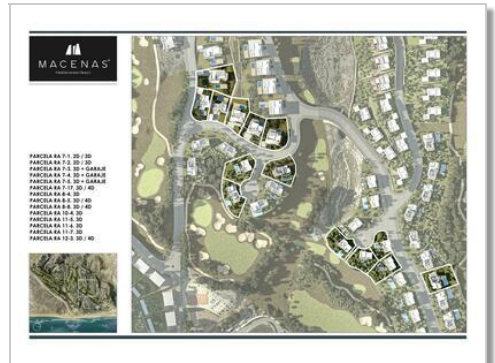 MACENAS
PARCELA RA 7-1. 2D / 3D
PARCELA RA 7-2. 2D / 3D
PARCELA RA 7-3. 3D + GARAJE
PARCELA RA 7-4. 3D + GARAJE
PARCELA RA 7-5. 3D + GARAJE
PARCELA RA 7-17. 3D / 4D
PARCELA RA 8-4. 3D
PARCELA RA 8-5. 3D / 4D
PARCELA RA 8-8. 3D / 4D
PARCELA RA 10-4. 3D
PARCELA RA 11-5. 3D
PARCELA RA 11-6. 3D
PARCELA RA 11-7. 3D
PARCELA RA 12-3. 3D / 4D